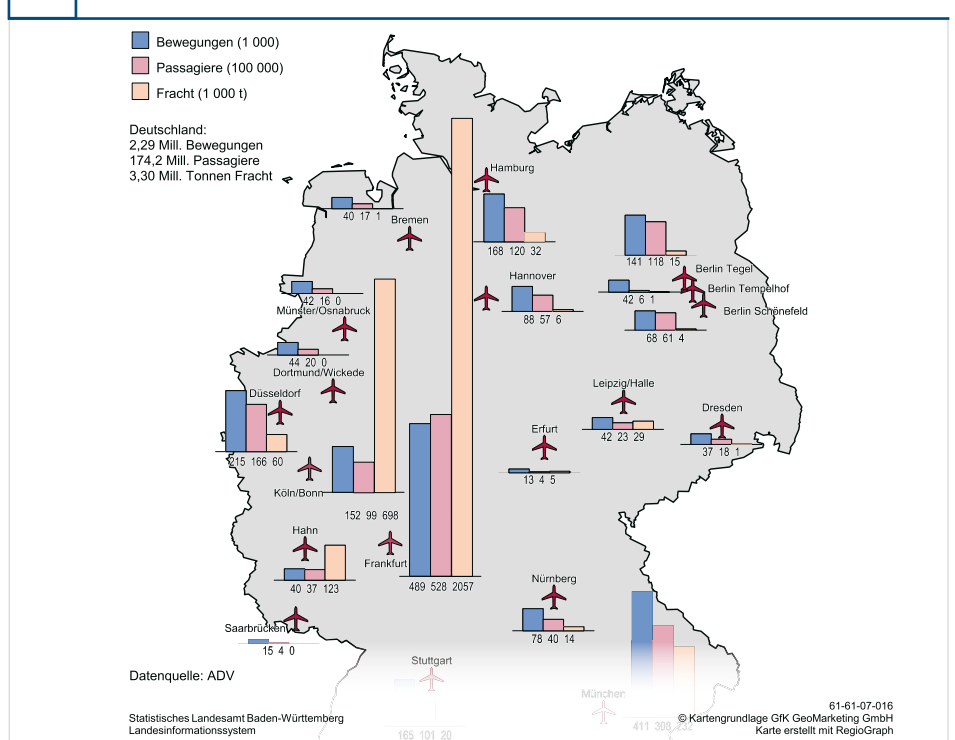 Bewegungen (1 000)
Passagiere (100 000)
Fracht (1 000 t)
Deutschland:
2,29 Mill. Bewegungen
174,2 Mill. Passagiere
3,30 Mill. Tonnen Fracht
Hamburg
168 120 32
40 17 1
Bremen
141 118 15
Berlin Tegel
Hannover
88 57 6
42 6 1
Berlin Tempelhof
Berlin Schönefeld
68 61 4
42 16 0
Münster/Osnabruck
44 20 0
Dortmund/Wickede
Düsseldorf
215 166 60
Leipzig/Halle
42 23 29
Dresden
37 18 1
Erfurt
13 4 5
Köln/Bonn
152 99 698
Hahn
40 37 123
Frankfurt
489 528 2057
Nürnberg
78 40 14
Saarbrücken
15 4 0
Stuttgart
165 101 20
München
411 308 232
Datenquelle: ADV
Statistisches Landesamt Baden-Württemberg
Landesinformationssystem
61-61-07-016
© Kartengrundlage GfK GeoMarketing GmbH
Karte erstellt mit RegioGraph